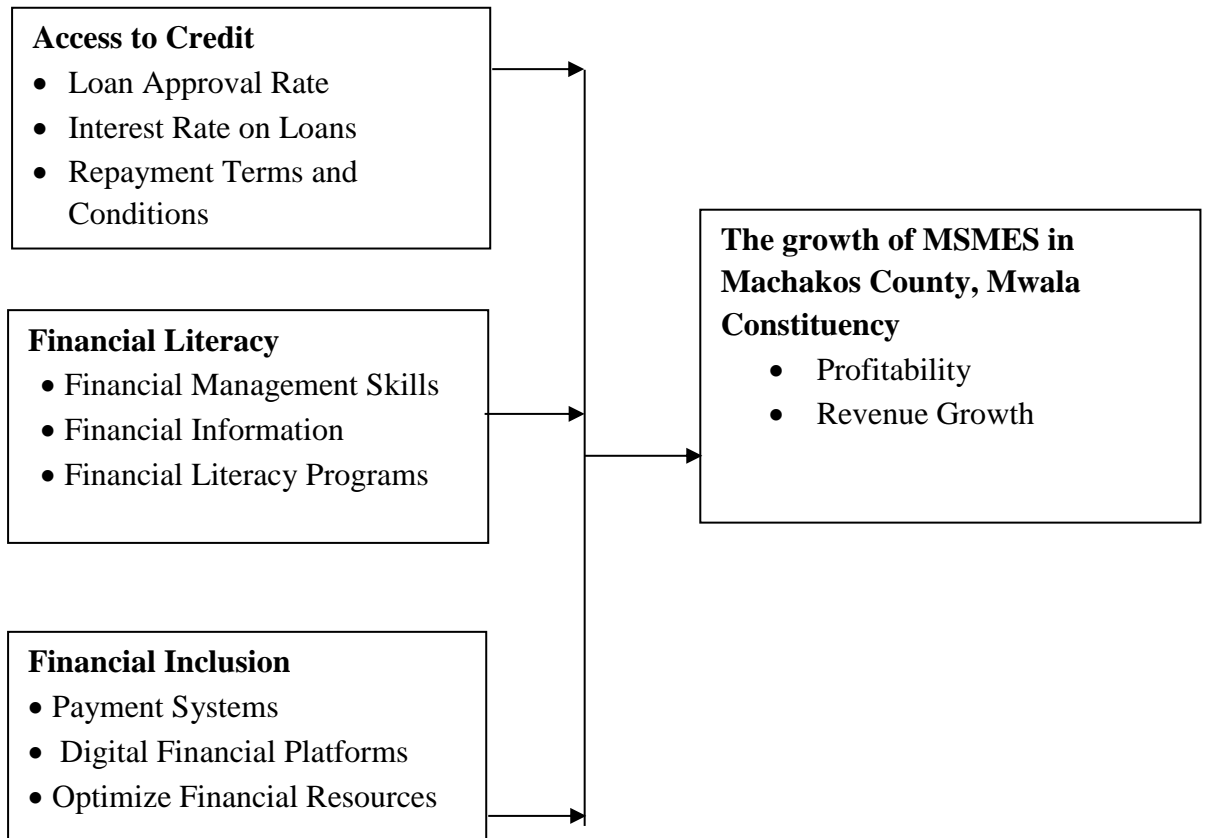 Access to Credit
• Loan Approval Rate
• Interest Rate on Loans
• Repayment Terms and
Conditions
Financial Literacy
• Financial Management Skills
• Financial Information
• Financial Literacy Programs
Financial Inclusion
• Payment Systems
• Digital Financial Platforms
• Optimize Financial Resources
The growth of MSMES in
Machakos County, Mwala
Constituency
• Profitability
• Revenue Growth